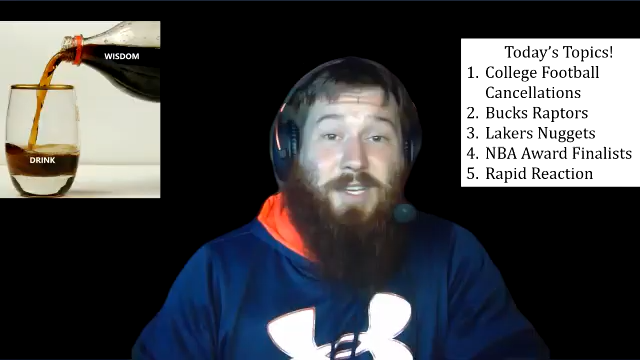 WISDOM
DRINK
Today's Topics!
1. College Football
Cancellations
2. Bucks Raptors
3. Lakers Nuggets
4. NBA Award Finalists
5. Rapid Reaction